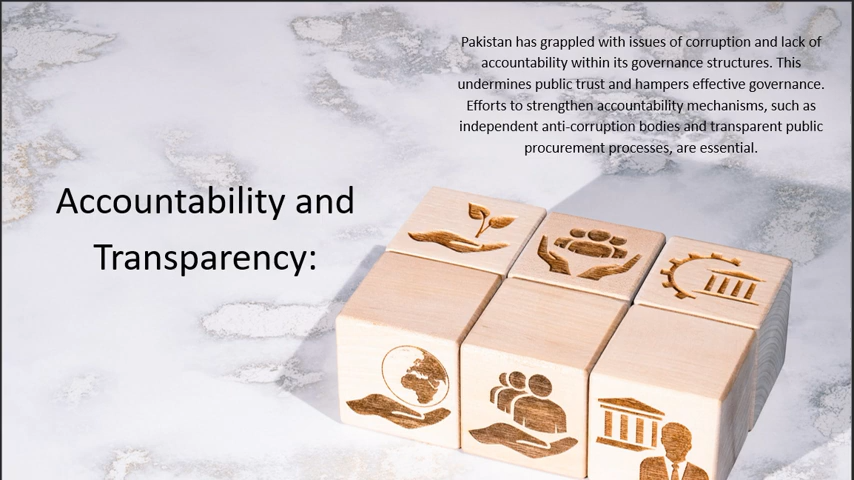 Pakistan has grappled with issues of corruption and lack of
accountability within its governance structures. This
undermines public trust and hampers effective governance.
Efforts to strengthen accountability mechanisms, such as
independent anti-corruption bodies and transparent public
procurement processes, are essential.
Accountability and
Transparency: